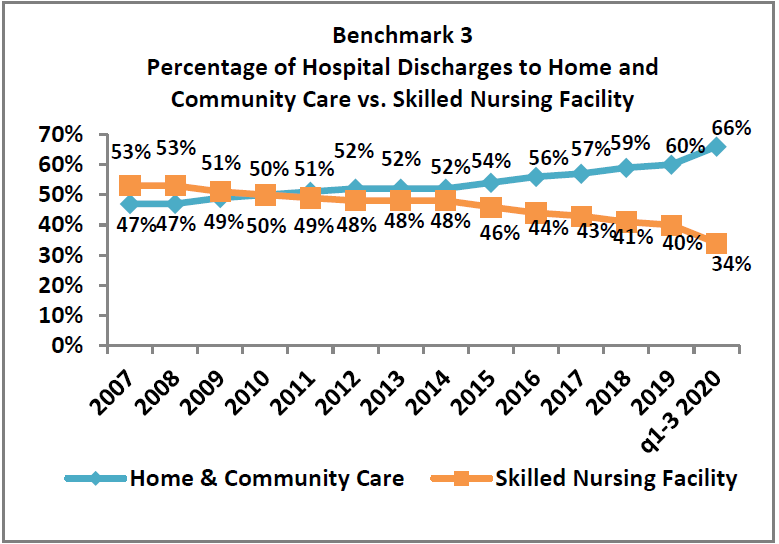 Benchmark 3
Percentage of Hospital Discharges to Home and
Community Care vs. Skilled Nursing Facility
70%
60%
50%
40%
30%
20%
10%
0%
53% 53% 51% 50% 51% 52% 52% 52% 54% 56% 57% 59% 60% 66%
47% 47% 49% 50% 49% 48% 48% 48% 46% 44% 43% 41% 40% 34%
2007 2008 2009 2010 2011 2012 2013 2014 2015 2016 2017 2018 2019 q1-3 2020
Home & Community Care Skilled Nursing Facility